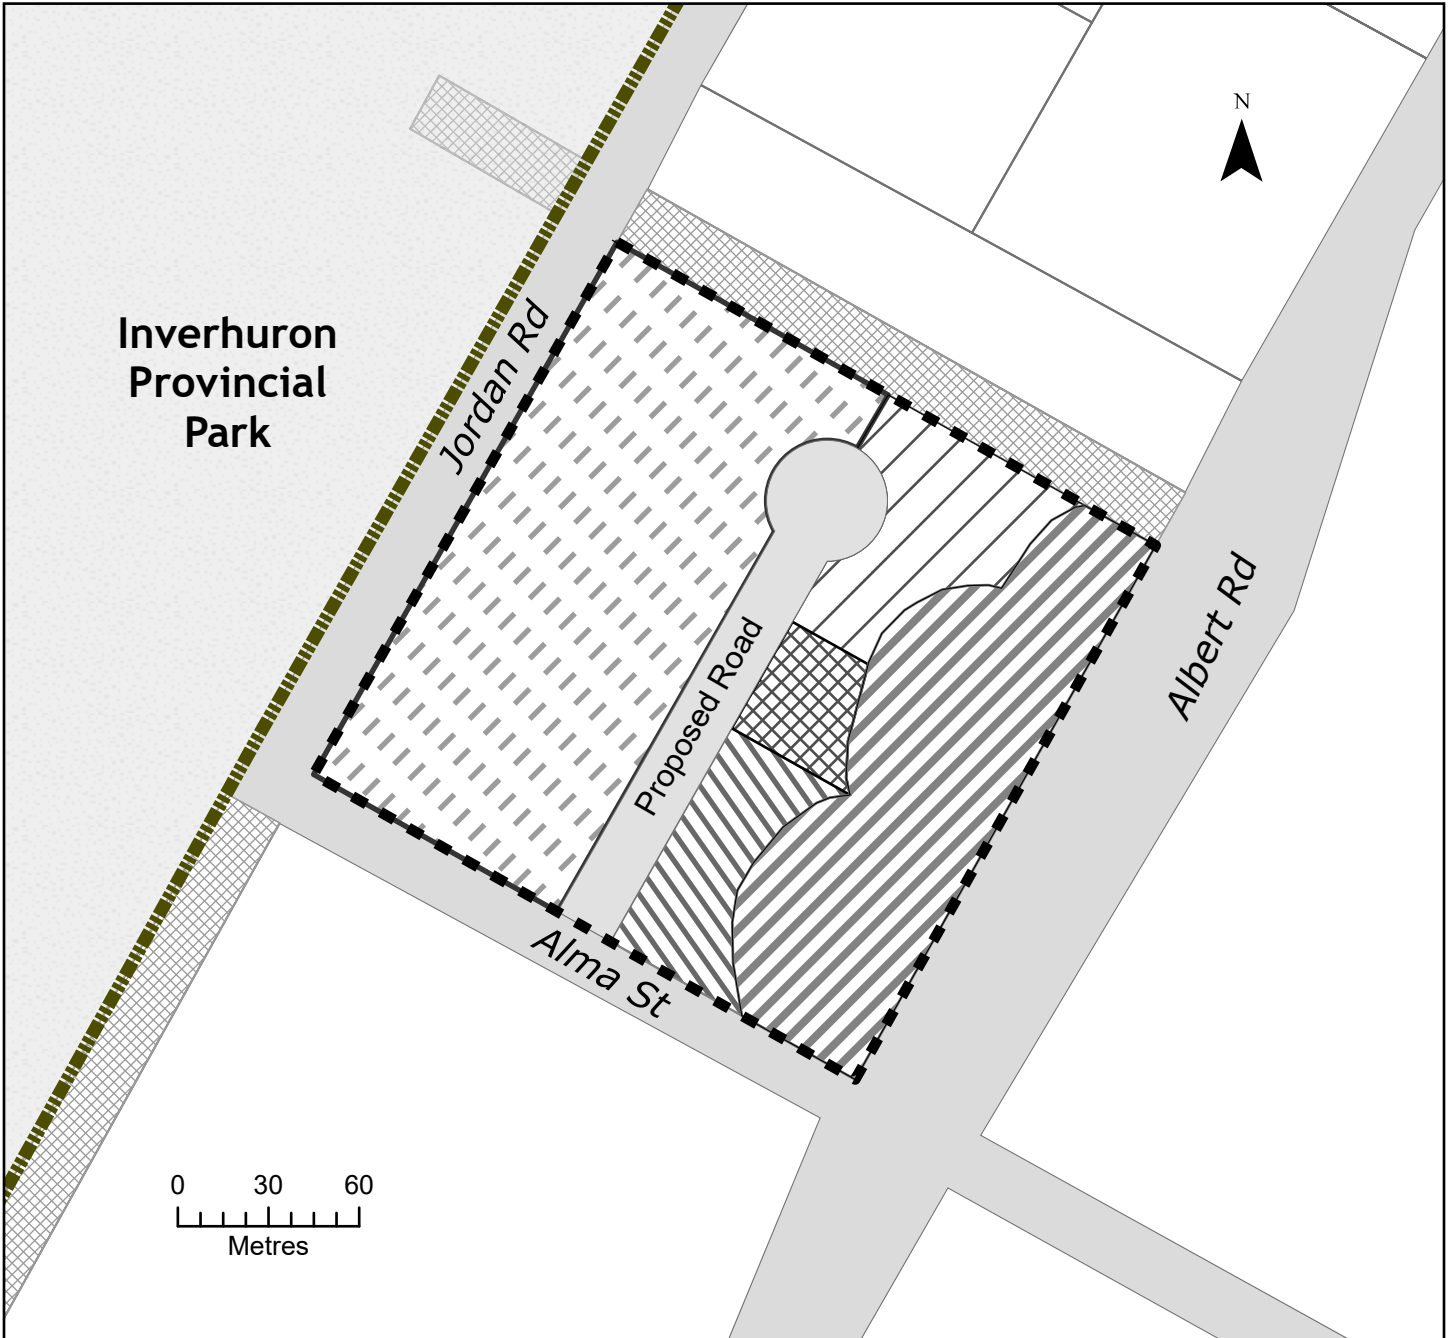 N
Inverhuron
Provincial
Park
Jordan Rd
Albert Rd
Proposed Road
Alma St
0 30 60
Metres